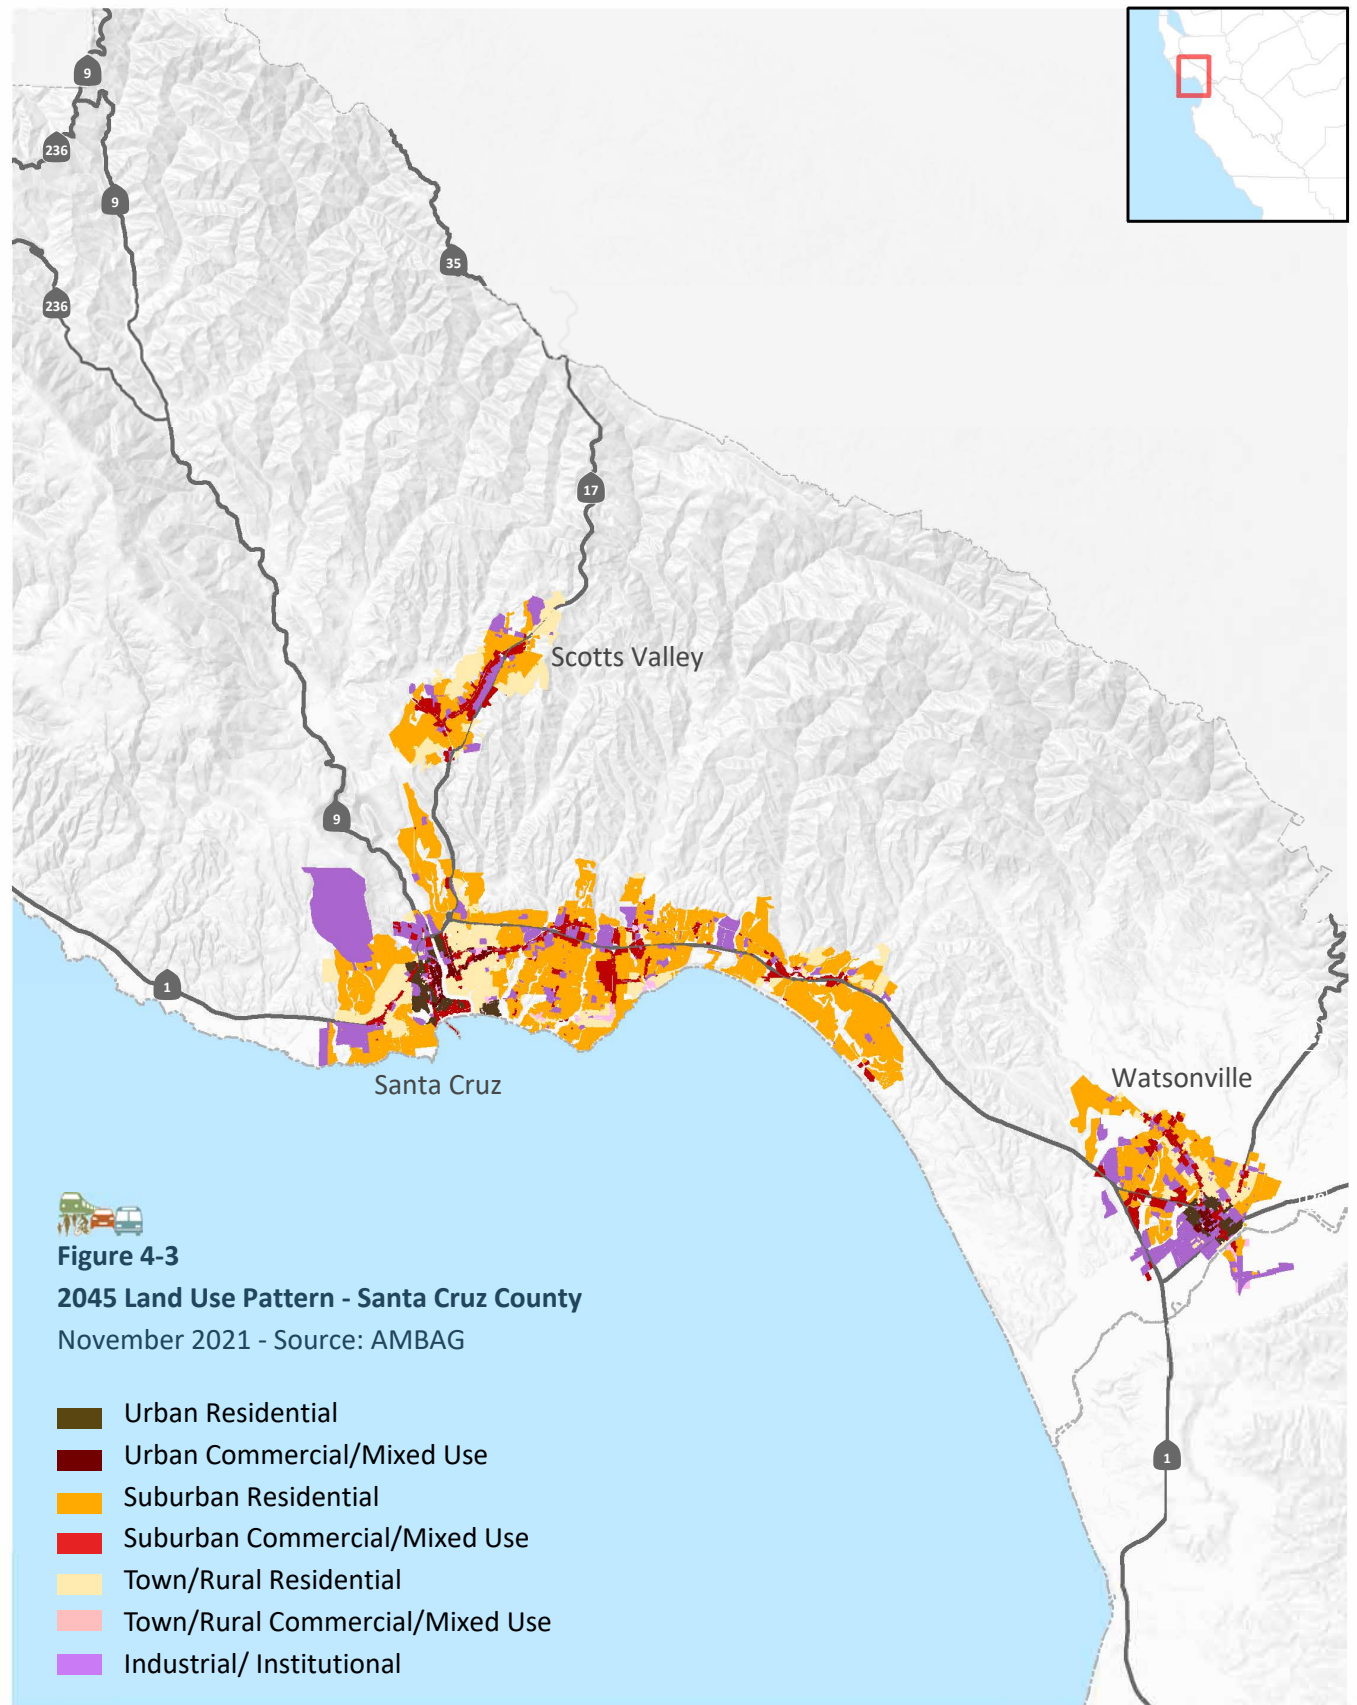 9
236
9
35
236
17
Scotts Valley
9
1
Santa Cruz
Watsonville
1
Figure 4-3
2045 Land Use Pattern - Santa Cruz County
November 2021 - Source: AMBAG
Urban Residential
Urban Commercial/Mixed Use
Suburban Residential
Suburban Commercial/Mixed Use
Town/Rural Residential
Town/Rural Commercial/Mixed Use
Industrial/ Institutional